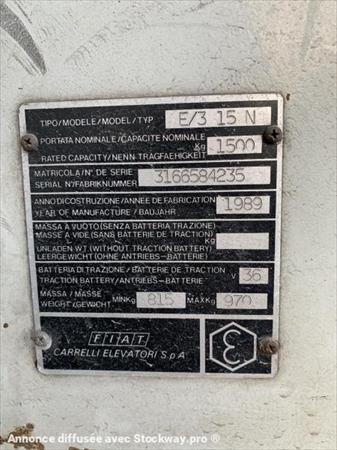 TIPO/MODELE/MODEL/TYP E/3 15 N
PORTATA NOMINALE/CAPACITE NOMINALE
Kg 1500
RATED CAPACITY/NENN-TRAGFAEHIGKEIT
MATRICOLA/N° DE SERIE
SERIAL N°/FABRIKNUMMER 3166584235
ANNO DI COSTRUZIONE/ANNEE DE FABRICATION
YEAR OF MANUFACTURE / BAUJAHR 1989
MASSA A VUOTO (SENZA BATTERIA TRAZIONE)
MASSE A VIDE (SANS BATTERIE DE TRACTION)
Kg
UNLADEN WT. (WITHOUT TRACTION BATTERY)
LEERGEWICHT (OHNE ANTRIEBS-BATTERIE)
BATTERIA DI TRAZIONE / BATTERIE DE TRACTION
V 36
TRACTION BATTERY/ANTRIEBS-BATTERIE
MASSA / MASSE
WEIGHT / GEWICHT MIN Kg 815 MAX Kg 970
FIAT
CARRELLI ELEVATORI S.p.A
Annonce diffusée avec Stockway.pro ®